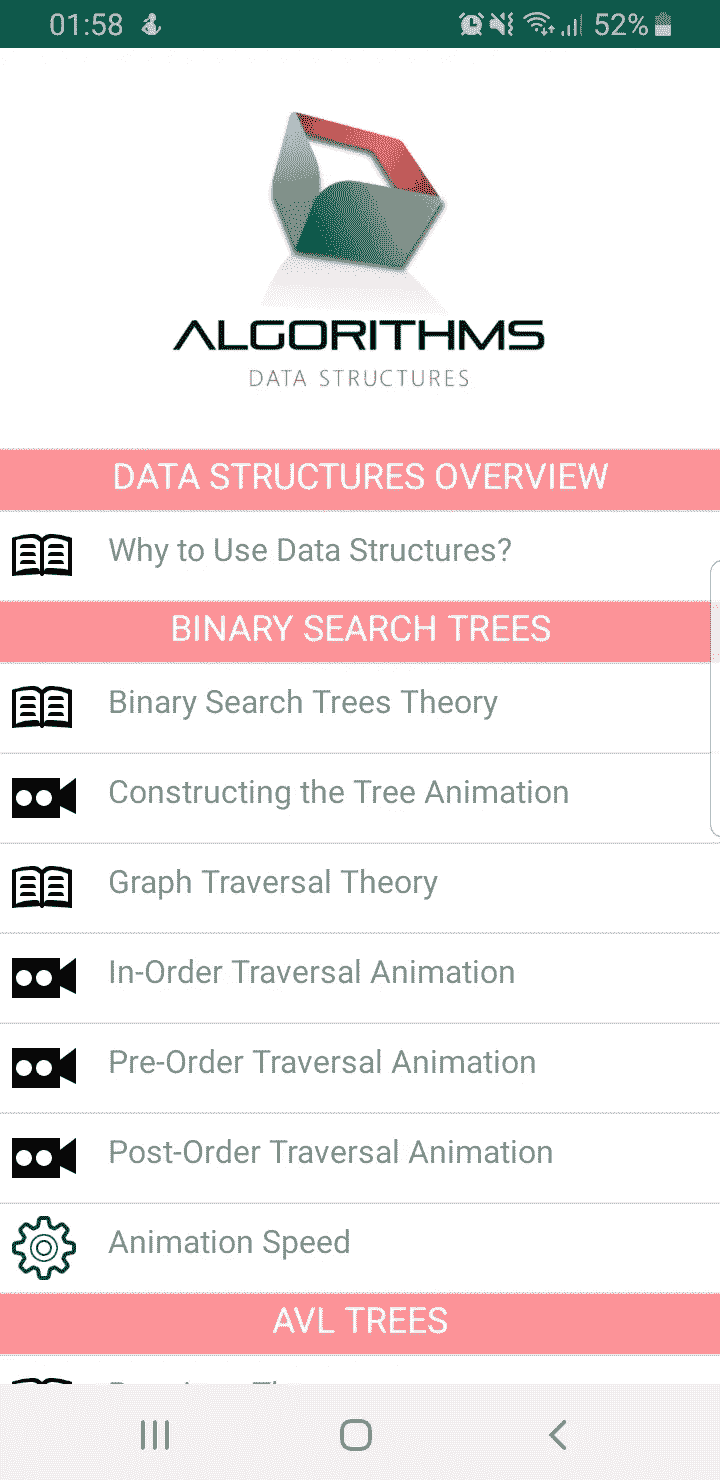 01:58 52%
ALGORITHMS
DATA STRUCTURES
DATA STRUCTURES OVERVIEW
Why to Use Data Structures?
BINARY SEARCH TREES
Binary Search Trees Theory
Constructing the Tree Animation
Graph Traversal Theory
In-Order Traversal Animation
Pre-Order Traversal Animation
Post-Order Traversal Animation
Animation Speed
AVL TREES